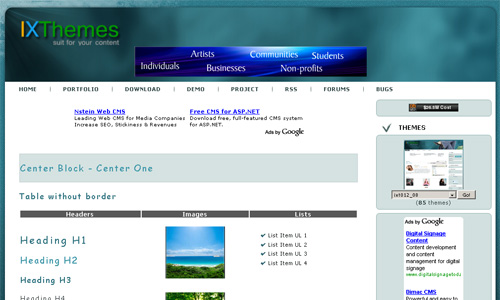 IXThemes
suit for your content
Individuals
Artists
Businesses
Communities
Non-profits
Students
HOME
PORTFOLIO
DOWNLOAD
DEMO
PROJECT
RSS
FORUMS
BUGS
Nstein Web CMS
Leading Web CMS for Media Companies
Increase SEO, Stickiness & Revenues
Free CMS for ASP.NET
Download free, full-featured CMS system
for ASP.NET.
Ads by Google
THEMES
ixt012_08
Go!
(85 themes)
Center Block - Center One
Table without border
Headers
Images
Lists
Heading H1
Heading H2
Heading H3
Heading H4
List Item UL 1
List Item UL 2
List Item UL 3
List Item UL 4
Ads by Google
Digital Signage
Content
Content
development and
content
management for
digital signage
Bimac CMS
Powerful and easy to